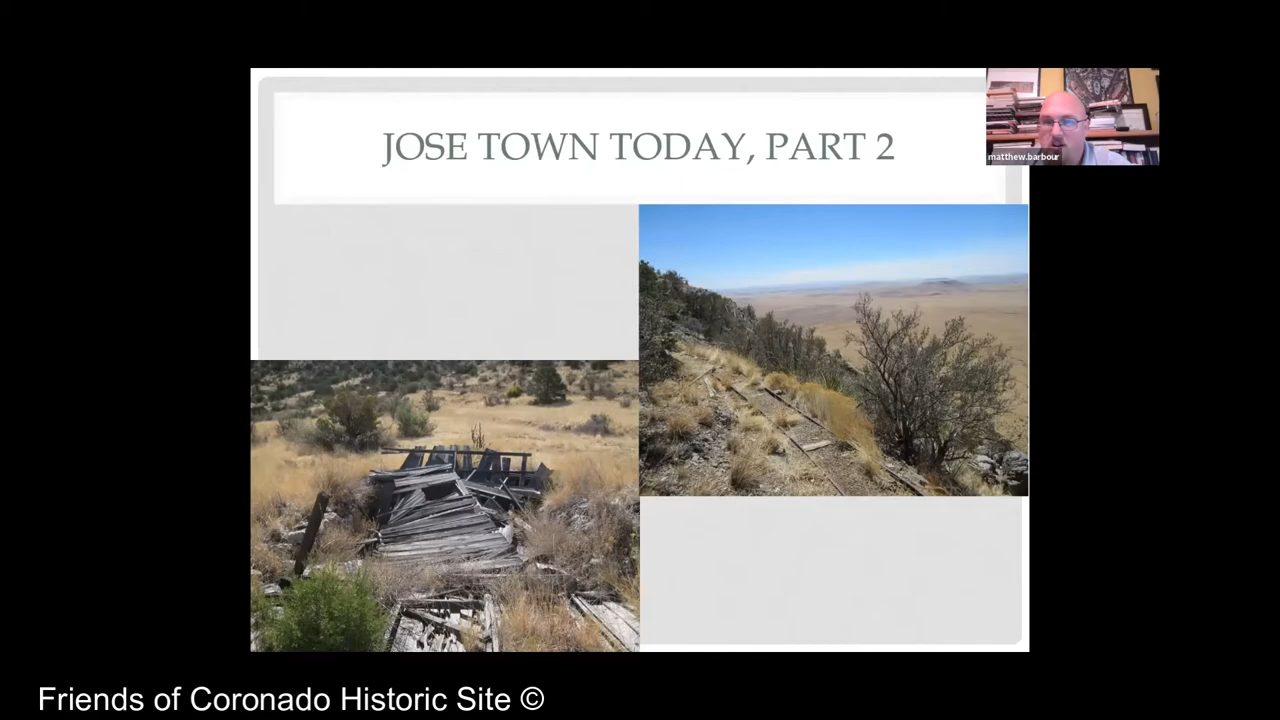 JOSE TOWN TODAY, PART 2
matthew.barbour
Friends of Coronado Historic Site ©